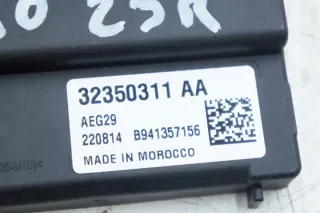 32350311 AA
AEG29
220814 B941357156
MADE IN MOROCCO